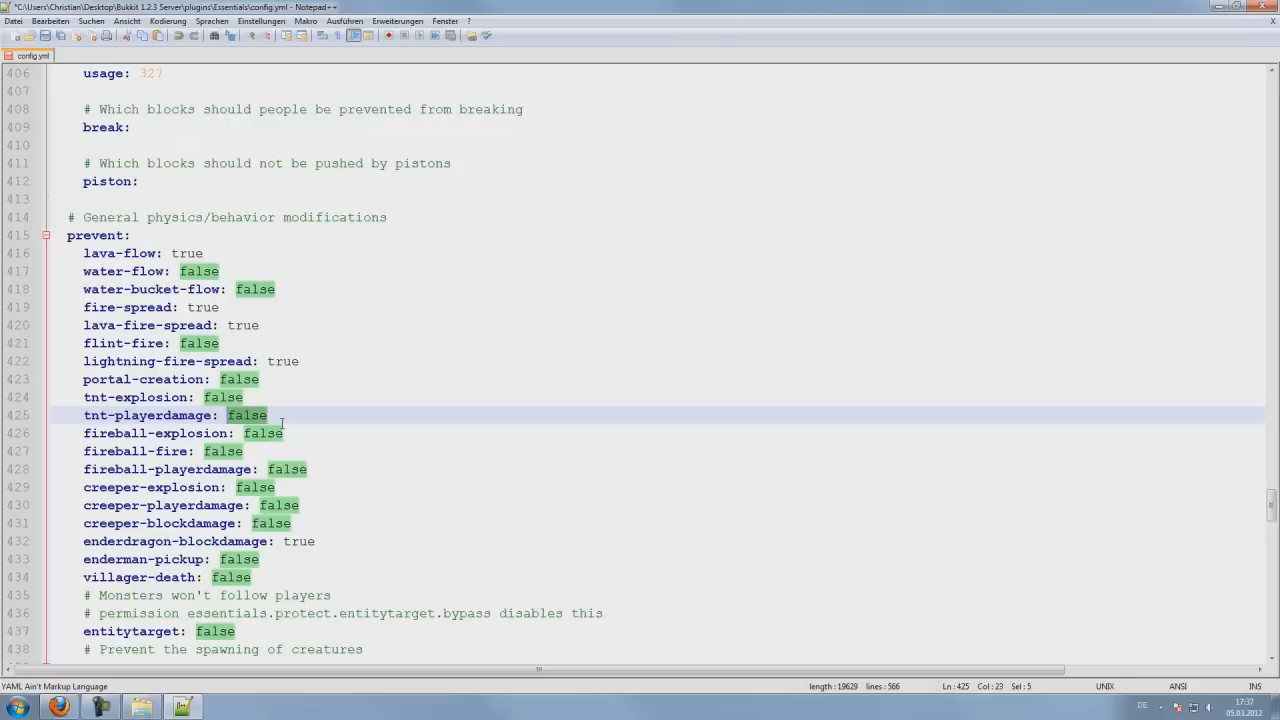 *C:\Users\Christian\Desktop\Bukkit 1.2.3 Server\plugins\Essentials\config.yml - Notepad++
Datei Bearbeiten Suchen Ansicht Kodierung Sprachen Einstellungen Makro Ausführen Erweiterungen Fenster ? X
config.yml
406 usage: 327
407
408 # Which blocks should people be prevented from breaking
409 break:
410
411 # Which blocks should not be pushed by pistons
412 piston:
413
414 # General physics/behavior modifications
415 prevent:
416 lava-flow: true
417 water-flow: false
418 water-bucket-flow: false
419 fire-spread: true
420 lava-fire-spread: true
421 flint-fire: false
422 lightning-fire-spread: true
423 portal-creation: false
424 tnt-explosion: false
425 tnt-playerdamage: false
426 fireball-explosion: false
427 fireball-fire: false
428 fireball-playerdamage: false
429 creeper-explosion: false
430 creeper-playerdamage: false
431 creeper-blockdamage: false
432 enderdragon-blockdamage: true
433 enderman-pickup: false
434 villager-death: false
435 # Monsters won't follow players
436 # permission essentials.protect.entitytarget.bypass disables this
437 entitytarget: false
438 # Prevent the spawning of creatures
YAML Ain't Markup Language length : 19629 lines : 566 Ln : 425 Col : 23 Sel : 5 UNIX ANSI INS
DE 17:37
05.03.2012